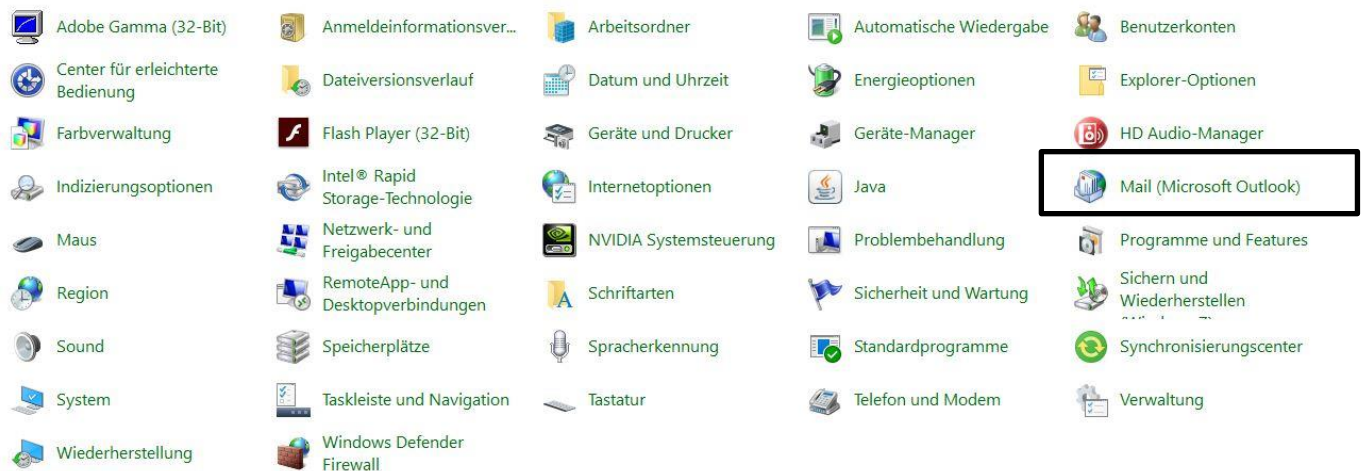 Adobe Gamma (32-Bit)
Anmeldeinformationsver...
Arbeitsordner
Automatische Wiedergabe
Benutzerkonten
Center für erleichterte
Bedienung
Dateiversionsverlauf
Datum und Uhrzeit
Energieoptionen
Explorer-Optionen
Farbverwaltung
Flash Player (32-Bit)
Geräte und Drucker
Geräte-Manager
HD Audio-Manager
Indizierungsoptionen
Intel® Rapid
Storage-Technologie
Internetoptionen
Java
Mail (Microsoft Outlook)
Maus
Netzwerk- und
Freigabecenter
NVIDIA Systemsteuerung
Problembehandlung
Programme und Features
Region
RemoteApp- und
Desktopverbindungen
Schriftarten
Sicherheit und Wartung
Sichern und
Wiederherstellen
Sound
Speicherplätze
Spracherkennung
Standardprogramme
Synchronisierungscenter
System
Taskleiste und Navigation
Tastatur
Telefon und Modem
Verwaltung
Wiederherstellung
Windows Defender
Firewall